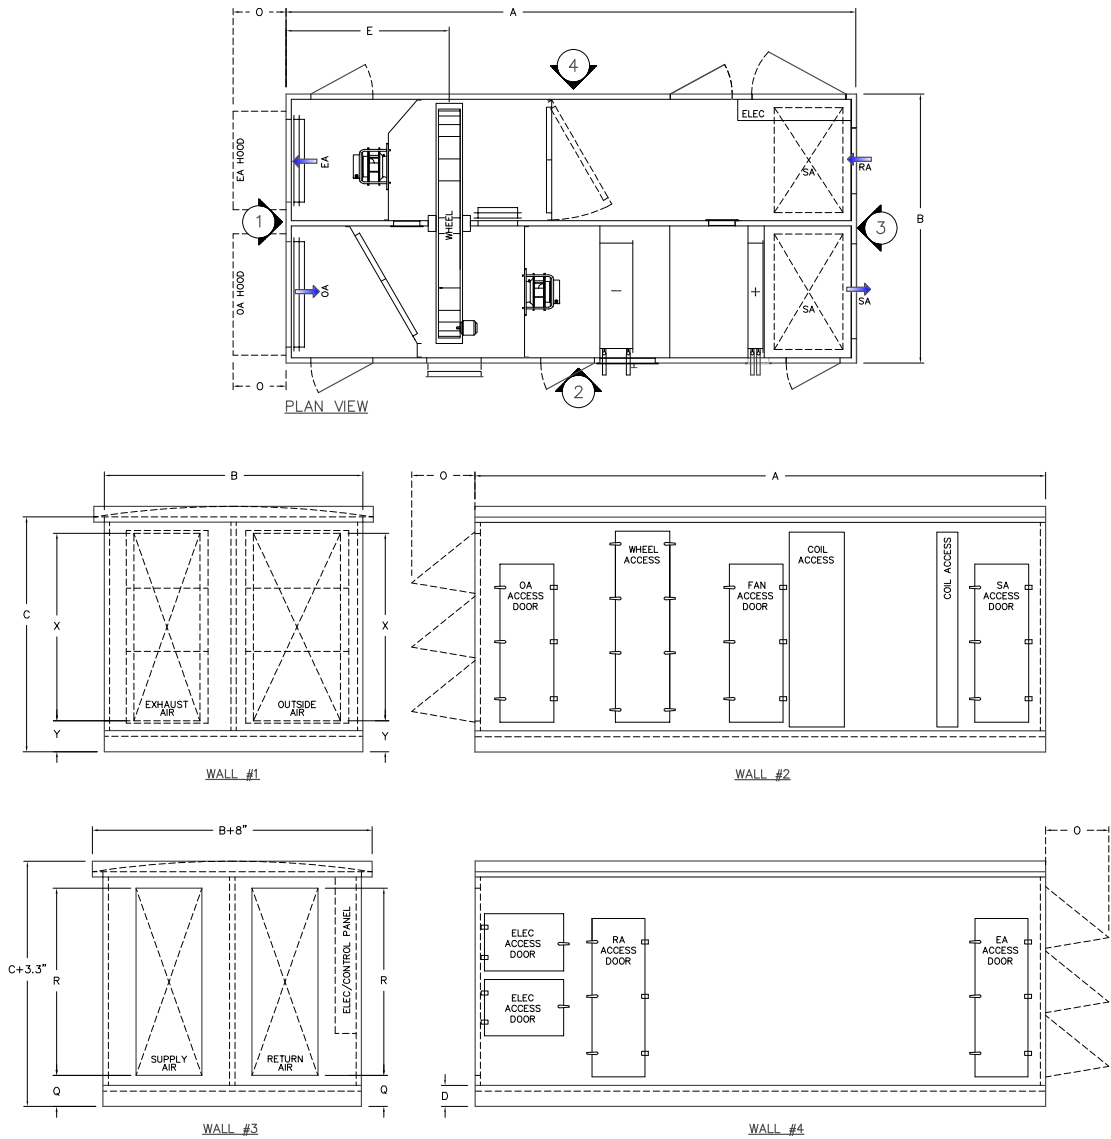 O
A
E
4
ELEC
EA HOOD
EA
SA
RA
1
WHEEL
B
3
OA HOOD
OA
−
+
SA
SA
O
2
PLAN VIEW
B
O
A
C
X
X
EXHAUST
AIR
OUTSIDE
AIR
Y
Y
WALL #1
OA
ACCESS
DOOR
WHEEL
ACCESS
FAN
ACCESS
DOOR
COIL
ACCESS
COIL ACCESS
SA
ACCESS
DOOR
WALL #2
B+8"
C+3.3"
R
R
ELEC/CONTROL PANEL
SUPPLY
AIR
RETURN
AIR
Q
Q
WALL #3
O
ELEC
ACCESS
DOOR
ELEC
ACCESS
DOOR
RA
ACCESS
DOOR
EA
ACCESS
DOOR
D
WALL #4